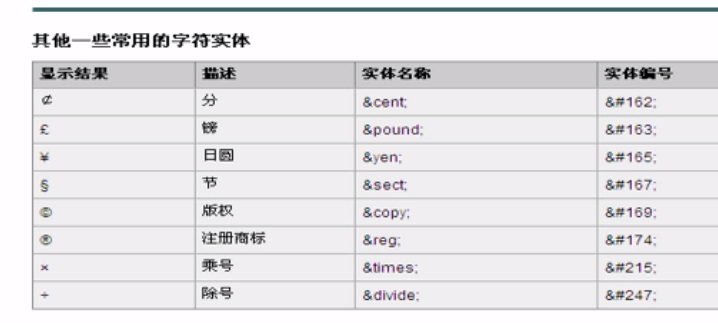 其他一些常用的字符实体
显示结果 描述 实体名称 实体编号
¢ 分 &cent; &#162;
£ 镑 &pound; &#163;
¥ 日圆 &yen; &#165;
§ 节 &sect; &#167;
© 版权 &copy; &#169;
® 注册商标 &reg; &#174;
× 乘号 &times; &#215;
÷ 除号 &divide; &#247;